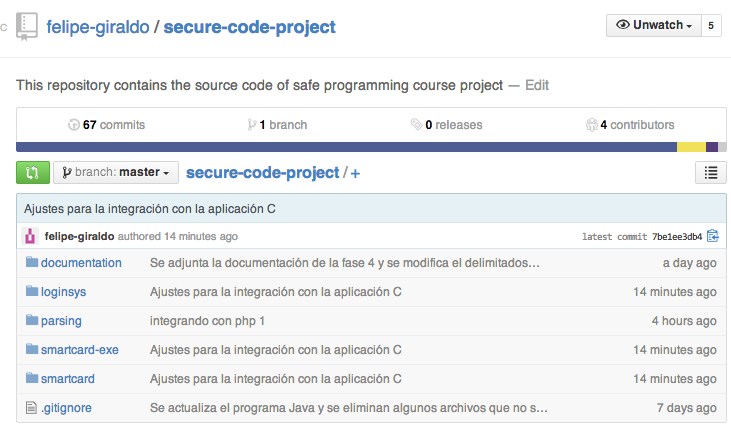 felipe-giraldo / secure-code-project
Unwatch 5
This repository contains the source code of safe programming course project — Edit
67 commits 1 branch 0 releases 4 contributors
branch: master secure-code-project / +
Ajustes para la integración con la aplicación C
felipe-giraldo authored 14 minutes ago latest commit 7be1ee3db4
documentation Se adjunta la documentación de la fase 4 y se modifica el delimitados… a day ago
loginsys Ajustes para la integración con la aplicación C 14 minutes ago
parsing integrando con php 1 4 hours ago
smartcard-exe Ajustes para la integración con la aplicación C 14 minutes ago
smartcard Ajustes para la integración con la aplicación C 14 minutes ago
.gitignore Se actualiza el programa Java y se eliminan algunos archivos que no s… 7 days ago